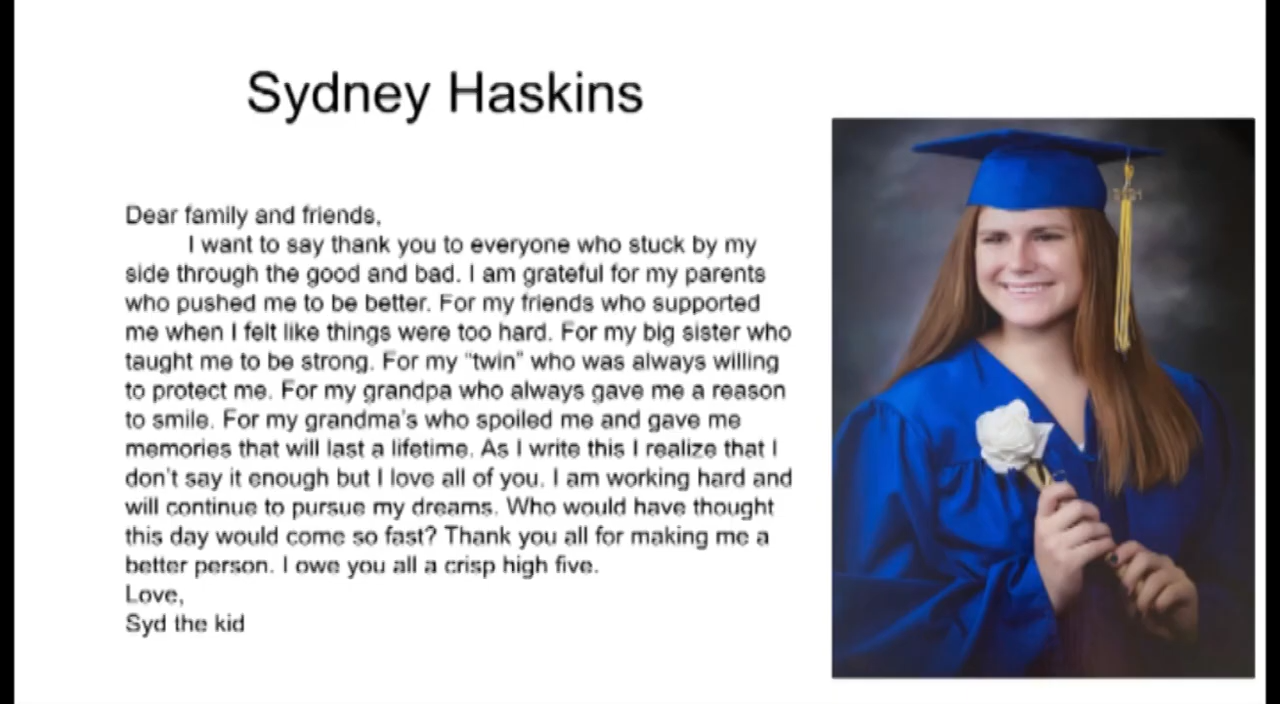 Sydney Haskins
Dear family and friends,
I want to say thank you to everyone who stuck by my
side through the good and bad. I am grateful for my parents
who pushed me to be better. For my friends who supported
me when I felt like things were too hard. For my big sister who
taught me to be strong. For my "twin" who was always willing
to protect me. For my grandpa who always gave me a reason
to smile. For my grandma's who spoiled me and gave me
memories that will last a lifetime. As I write this I realize that I
don't say it enough but I love all of you. I am working hard and
will continue to pursue my dreams. Who would have thought
this day would come so fast? Thank you all for making me a
better person. I owe you all a crisp high five.
Love,
Syd the kid